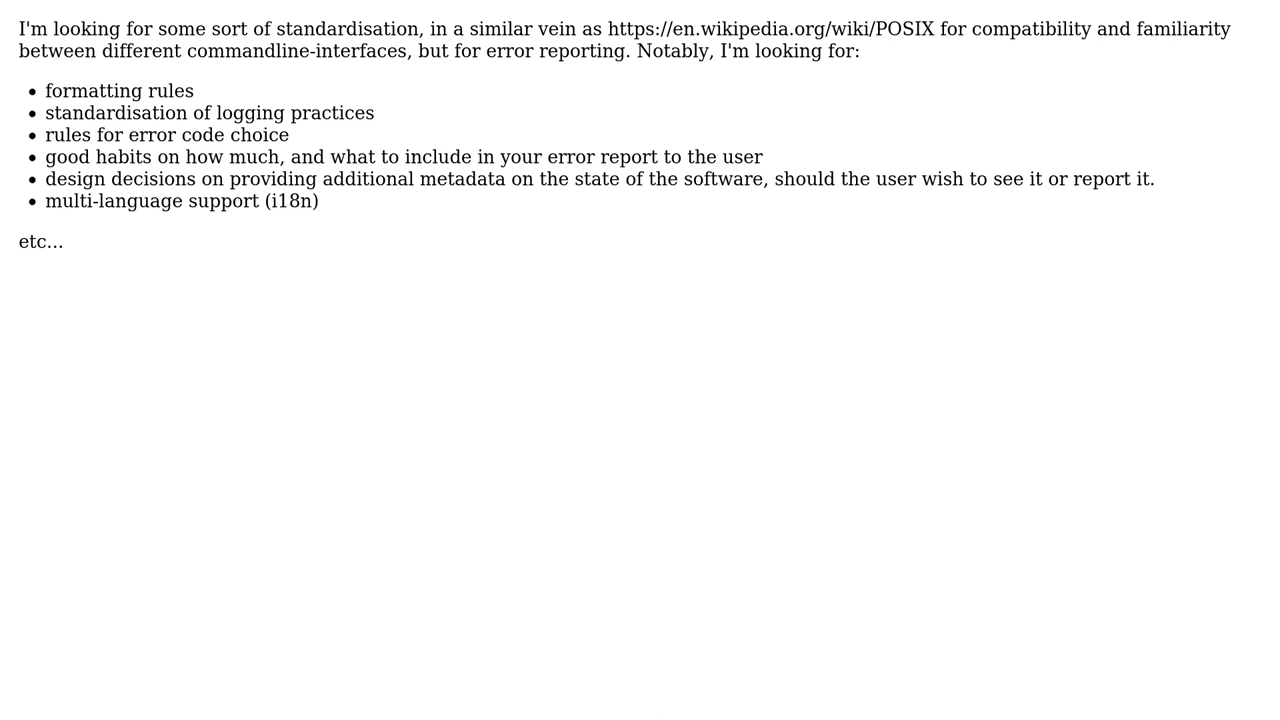 I'm looking for some sort of standardisation, in a similar vein as https://en.wikipedia.org/wiki/POSIX for compatibility and familiarity
between different commandline-interfaces, but for error reporting. Notably, I'm looking for:
• formatting rules
• standardisation of logging practices
• rules for error code choice
• good habits on how much, and what to include in your error report to the user
• design decisions on providing additional metadata on the state of the software, should the user wish to see it or report it.
• multi-language support (i18n)
etc...